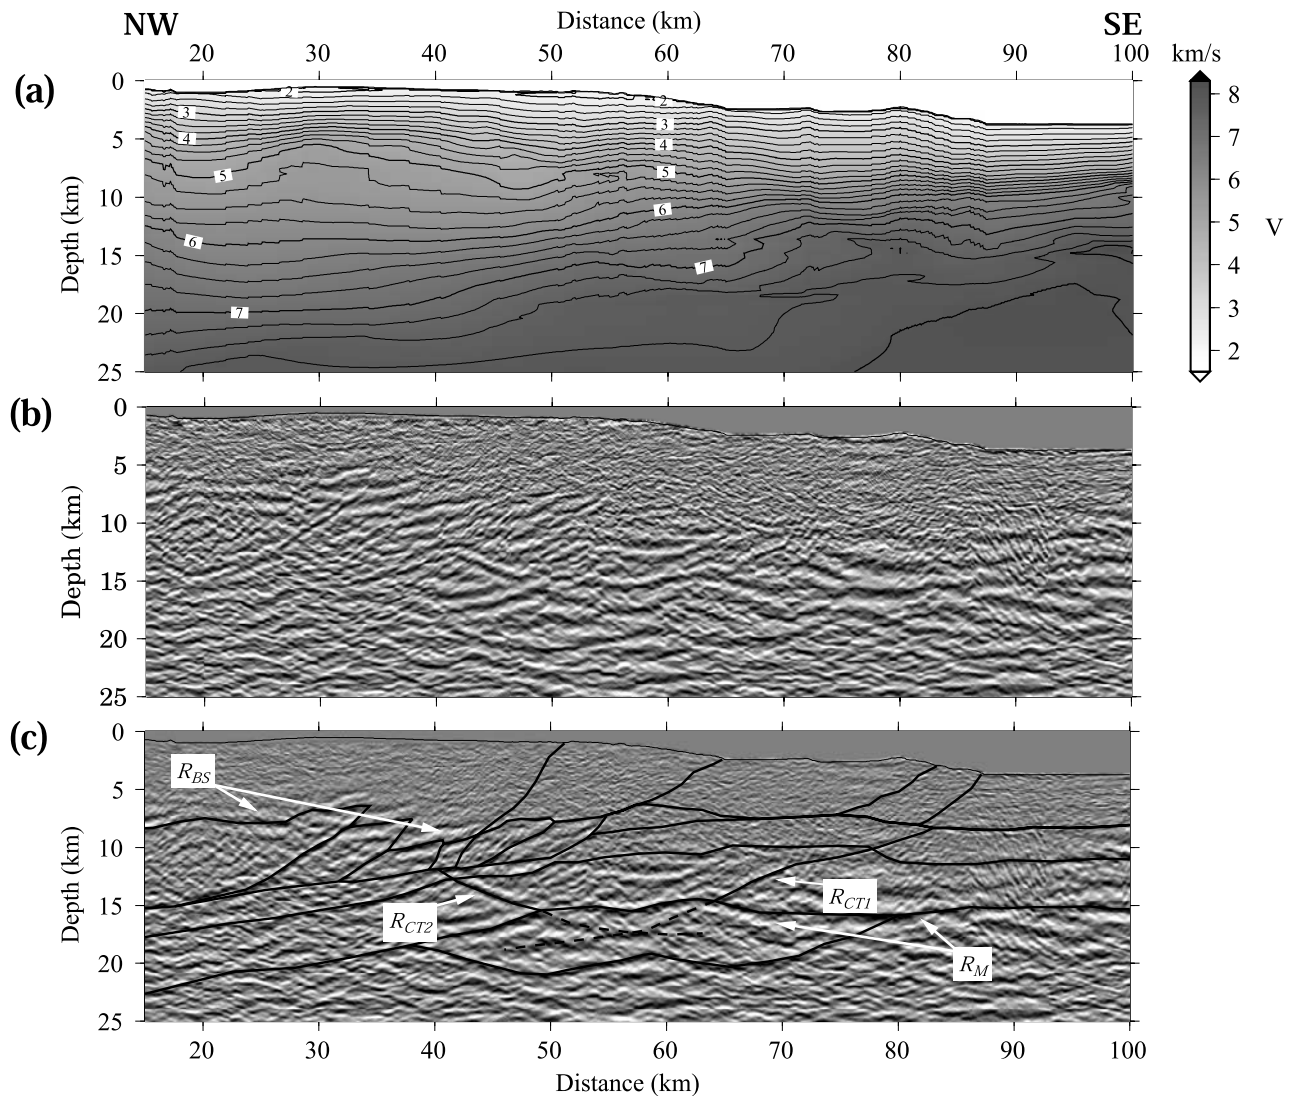 NW Distance (km) SE
20 30 40 50 60 70 80 90 100 km/s
(a)
0
5
10
15
20
25
Depth (km)
2 2
3 3
4 4
5 5
6 6
7 7
8
7
6
5
4
3
2
V
(b)
0
5
10
15
20
25
Depth (km)
(c)
0
5
10
15
20
25
Depth (km)
R_BS
R_CT1
R_CT2
R_M
20 30 40 50 60 70 80 90 100
Distance (km)